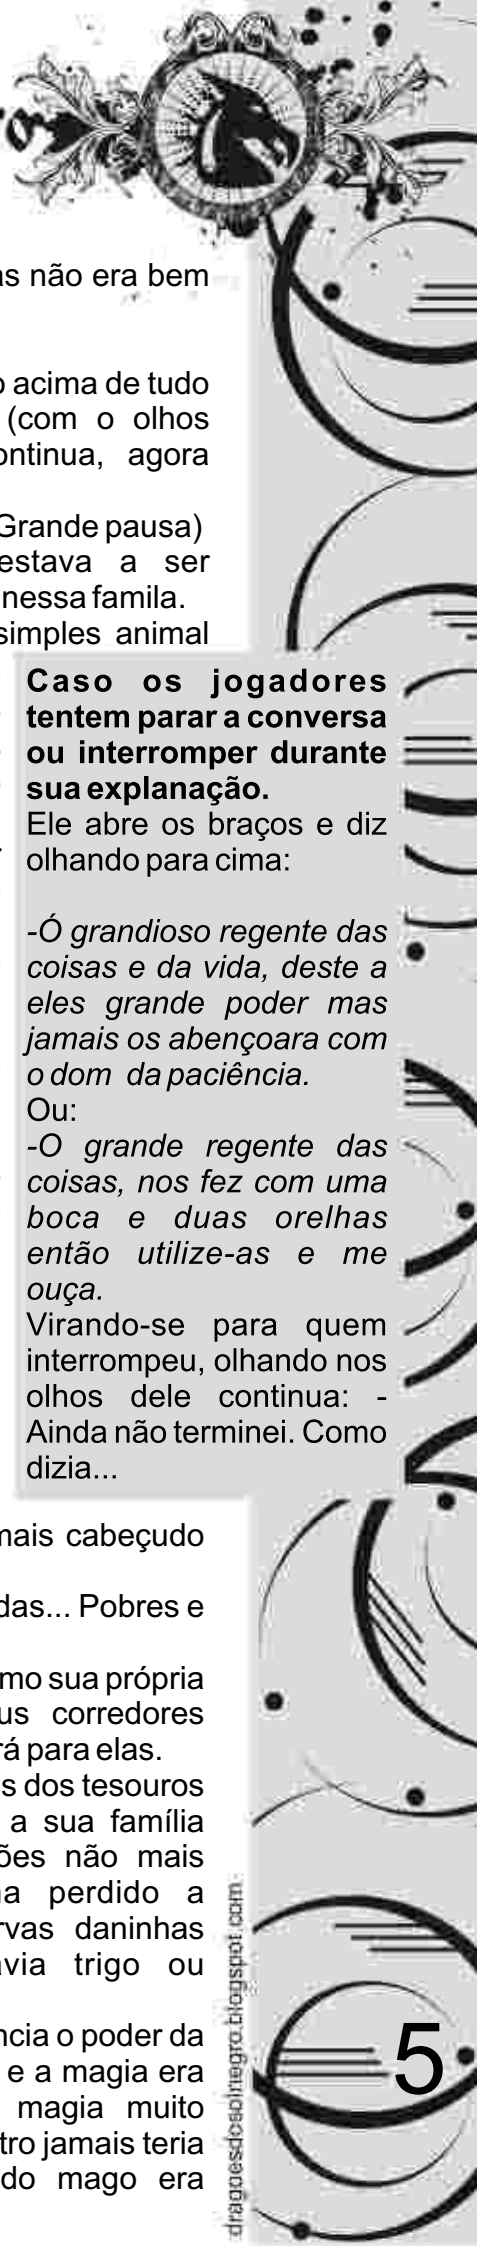 não era bem
acima de tudo
(com o olhos
agora
Grande pausa)
estava a ser
nessa famila.
simples animal
Caso os jogadores
tentem parar a conversa
ou interromper durante
sua explanação.
Ele abre os braços e diz
olhando para cima:
-Ó grandioso regente das
coisas e da vida, deste a
eles grande poder mas
jamais os abençoara com
o dom da paciência.
Ou:
-O grande regente das
coisas, nos fez com uma
boca e duas orelhas
então utilize-as e me
ouça.
Virando-se para quem
interrompeu, olhando nos
olhos dele continua: -
Ainda não terminei. Como
dizia...
mais cabeçudo
das... Pobres e
mo sua própria
us corredores
rá para elas.
s dos tesouros
a sua família
ões não mais
na perdido a
rvas daninhas
avia trigo ou
ncia o poder da
e a magia era
magia muito
tro jamais teria
do mago era
dragoesdosolnegro.blogspot.com
5